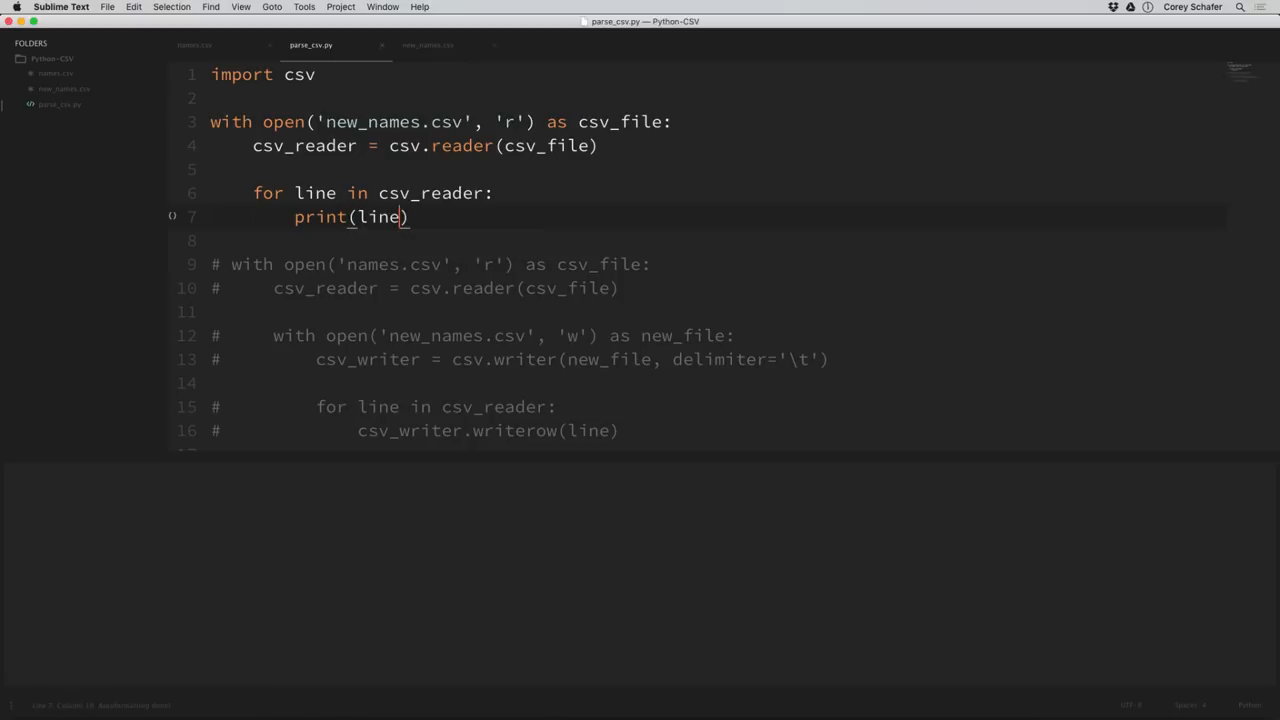 Sublime Text File Edit Selection Find View Goto Tools Project Window Help Corey Schafer
parse_csv.py — Python-CSV
FOLDERS
Python-CSV
names.csv
new_names.csv
parse_csv.py
names.csv parse_csv.py new_names.csv
1 import csv
2
3 with open('new_names.csv', 'r') as csv_file:
4 csv_reader = csv.reader(csv_file)
5
6 for line in csv_reader:
7 print(line)
8
9 # with open('names.csv', 'r') as csv_file:
10 # csv_reader = csv.reader(csv_file)
11
12 # with open('new_names.csv', 'w') as new_file:
13 # csv_writer = csv.writer(new_file, delimiter='\t')
14
15 # for line in csv_reader:
16 # csv_writer.writerow(line)
UTF-8 Spaces: 4 Python